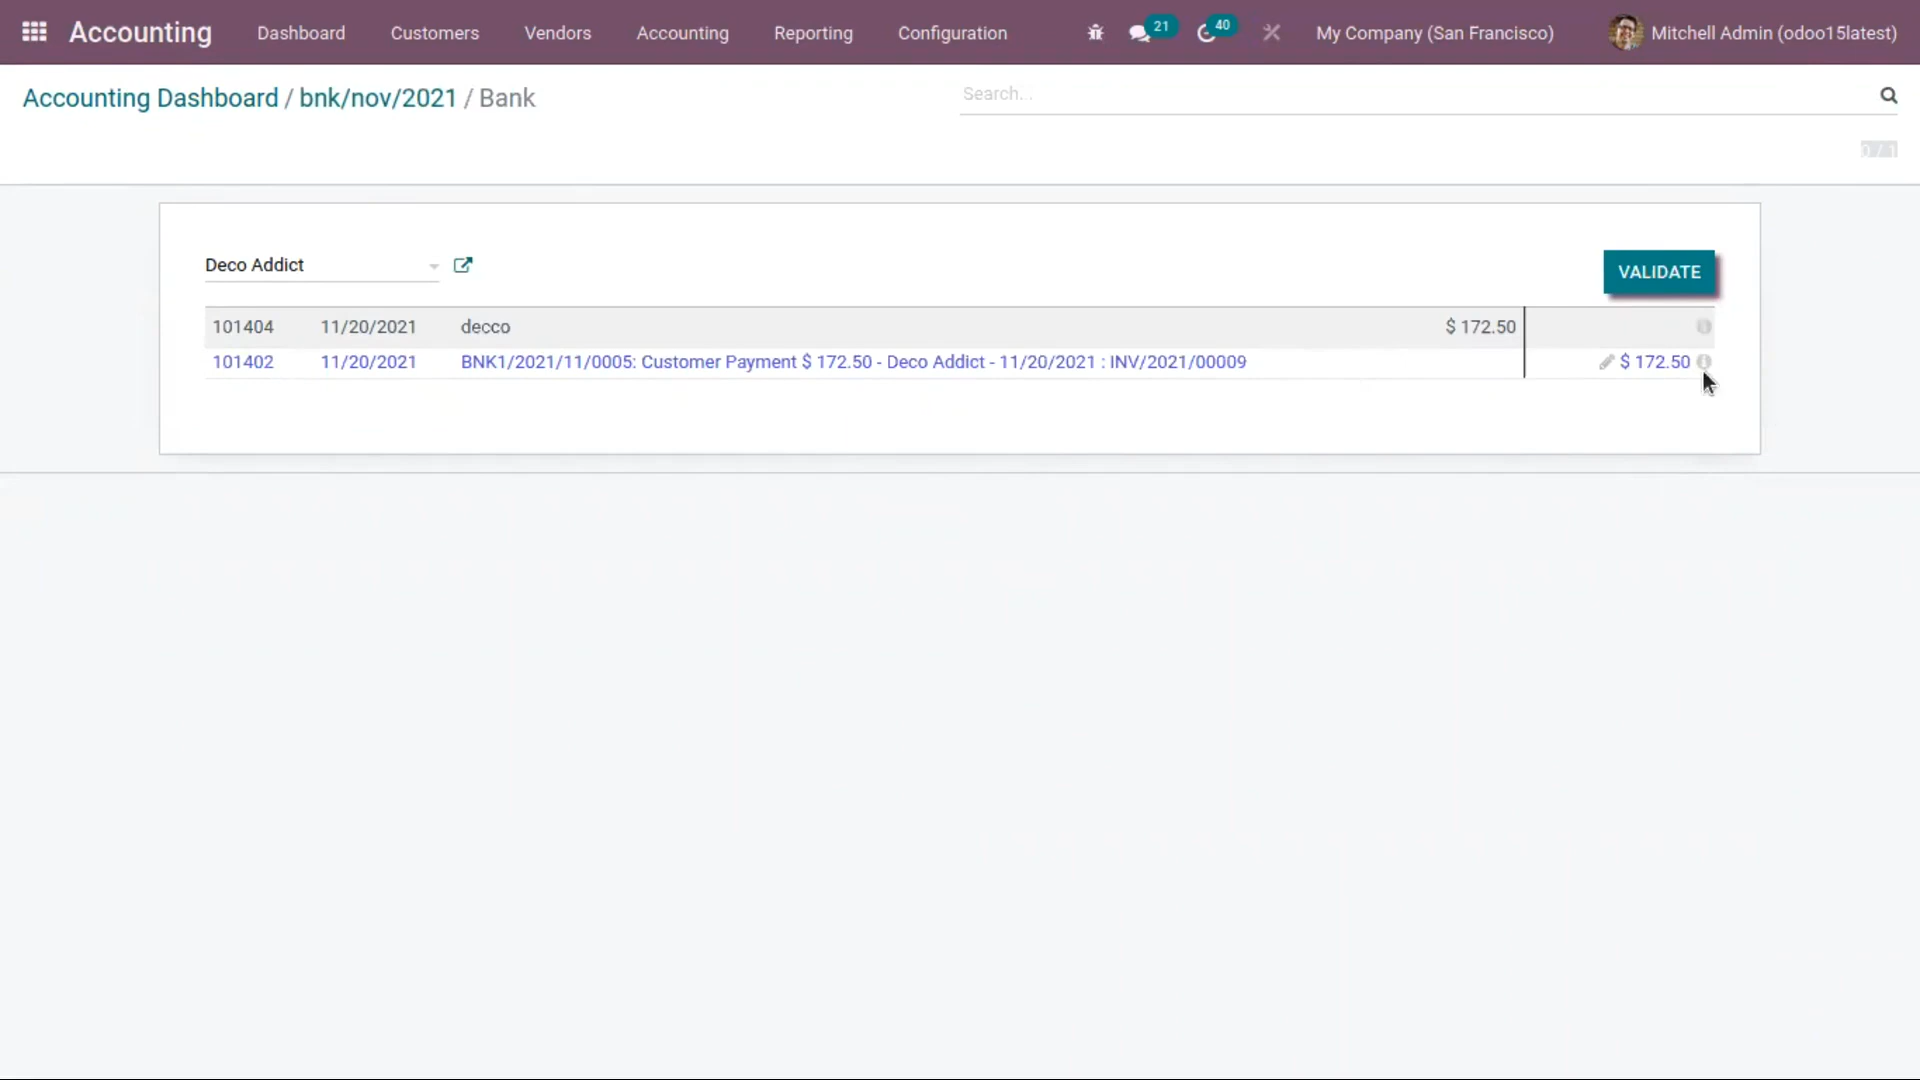 Accounting Dashboard Customers Vendors Accounting Reporting Configuration 21 40 My Company (San Francisco) Mitchell Admin (odoo15latest)
Accounting Dashboard / bnk/nov/2021 / Bank
Search...
0 / 1
Deco Addict
VALIDATE
101404 11/20/2021 decco $ 172.50
101402 11/20/2021 BNK1/2021/11/0005: Customer Payment $ 172.50 - Deco Addict - 11/20/2021 : INV/2021/00009 $ 172.50